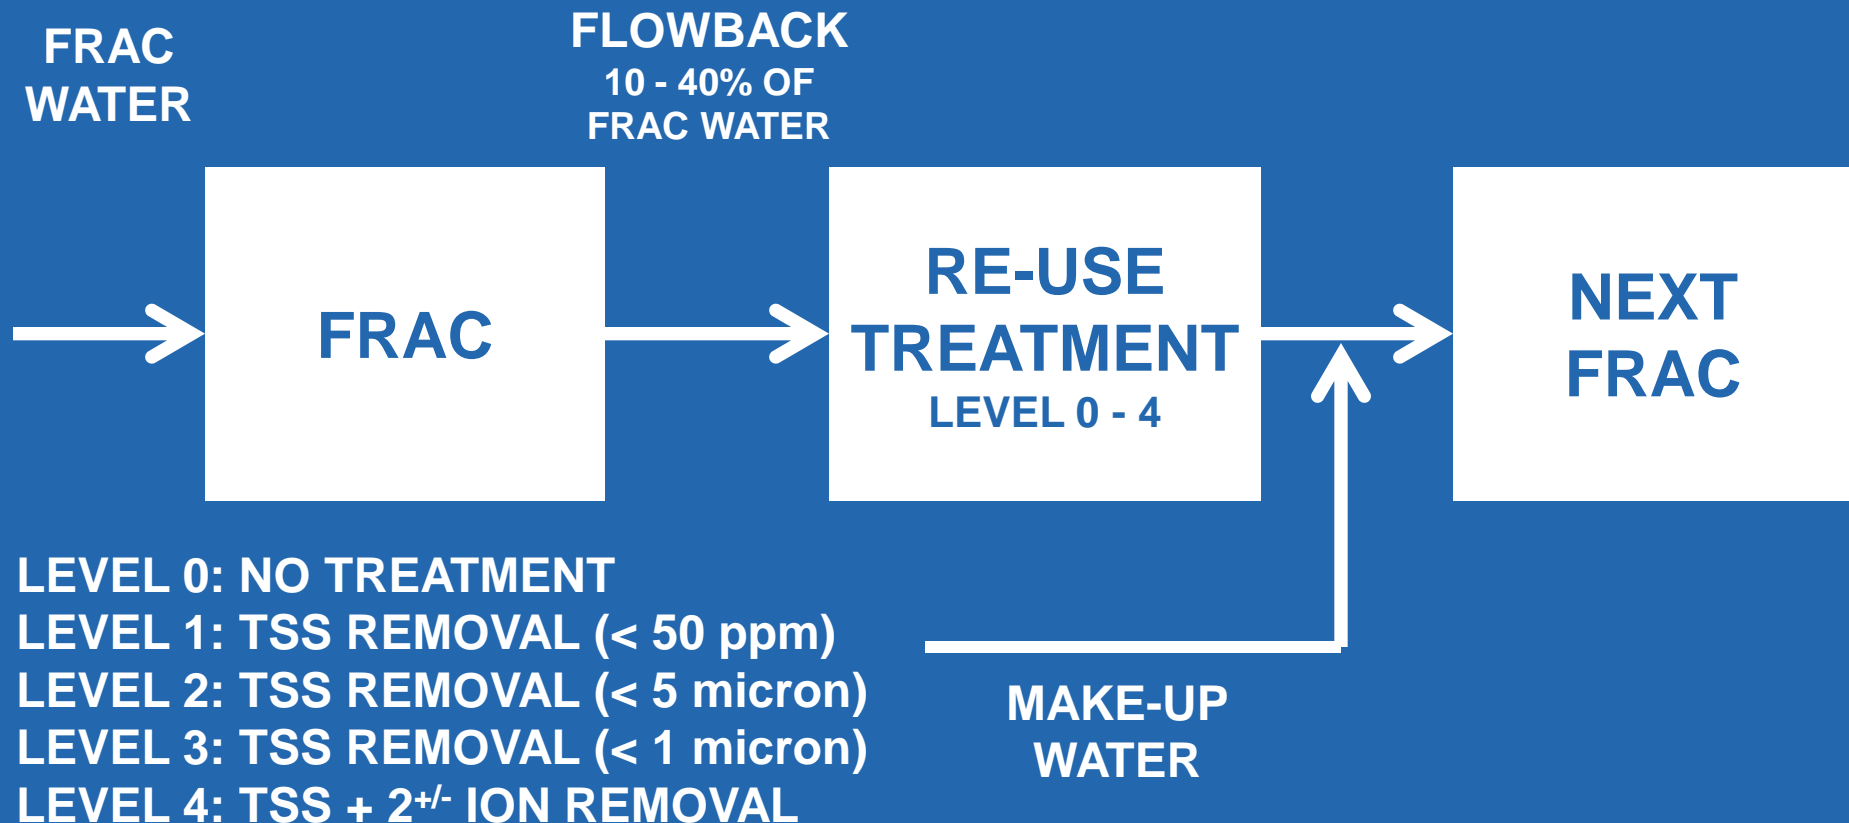 FRAC
WATER
FLOWBACK
10 - 40% OF
FRAC WATER
FRAC
RE-USE
TREATMENT
LEVEL 0 - 4
NEXT
FRAC
LEVEL 0: NO TREATMENT
LEVEL 1: TSS REMOVAL (< 50 ppm)
LEVEL 2: TSS REMOVAL (< 5 micron)
LEVEL 3: TSS REMOVAL (< 1 micron)
LEVEL 4: TSS + 2⁺/⁻ ION REMOVAL
MAKE-UP
WATER